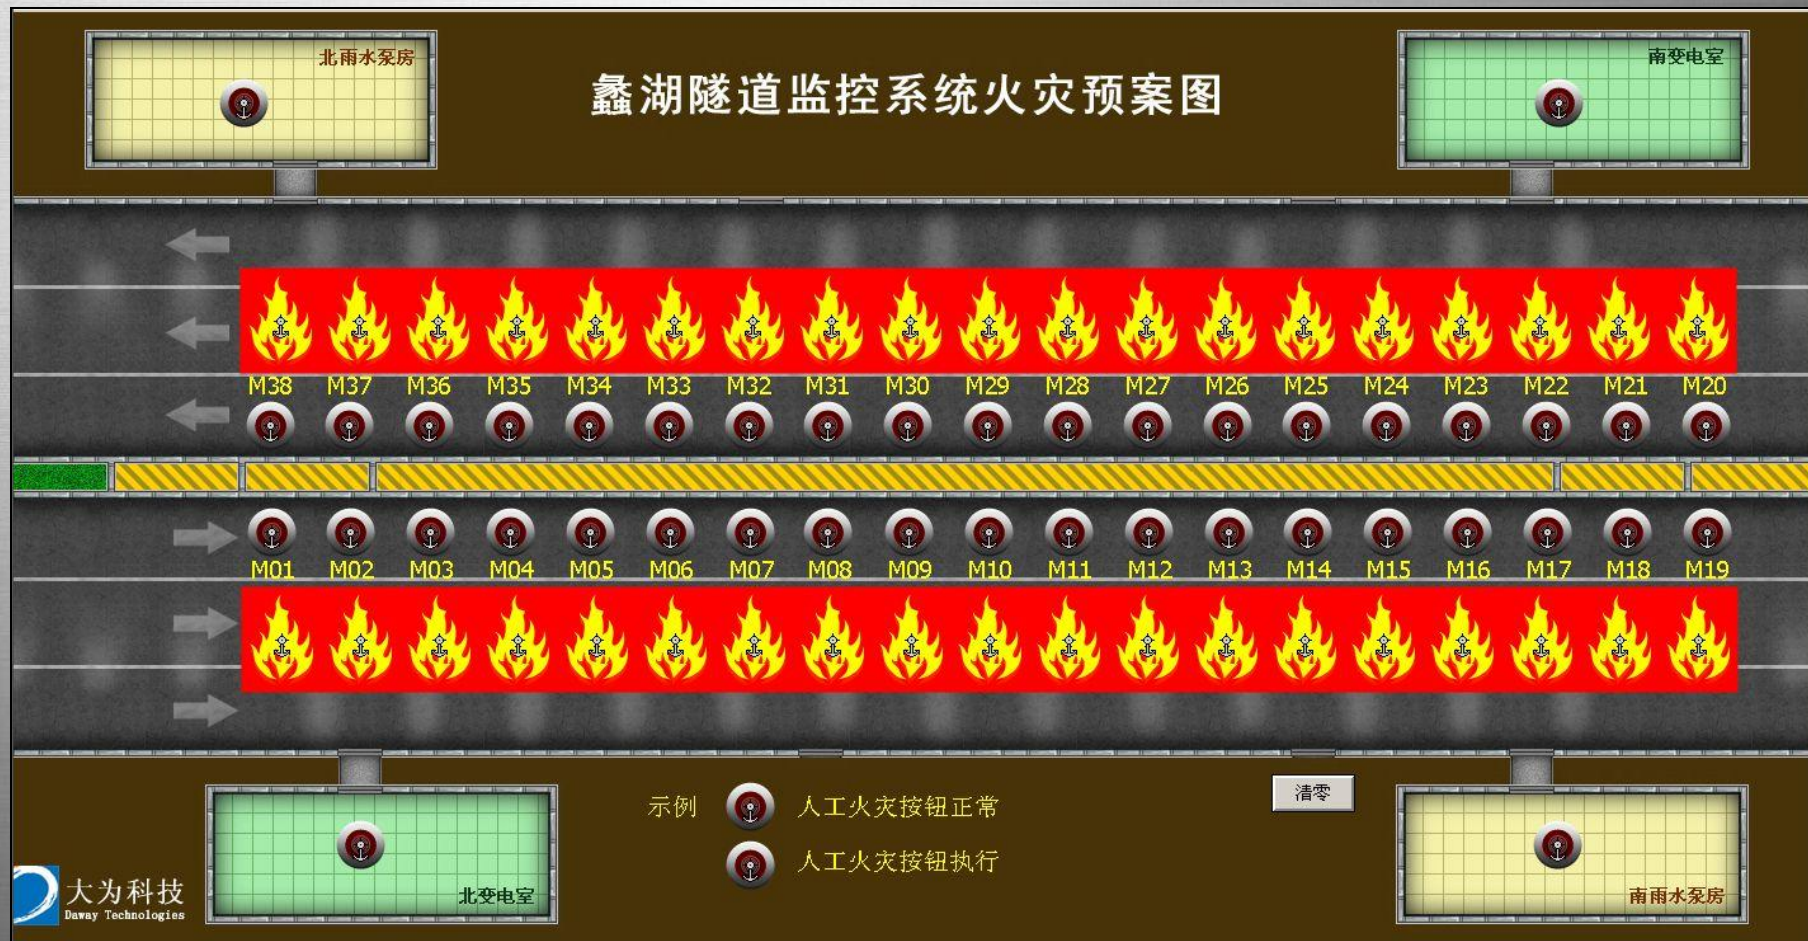 北雨水泵房
蠡湖隧道监控系统火灾预案图
南变电室
M38 M37 M36 M35 M34 M33 M32 M31 M30 M29 M28 M27 M26 M25 M24 M23 M22 M21 M20
M01 M02 M03 M04 M05 M06 M07 M08 M09 M10 M11 M12 M13 M14 M15 M16 M17 M18 M19
示例 人工火灾按钮正常
人工火灾按钮执行
清零
大为科技
Daway Technologies
北变电室
南雨水泵房